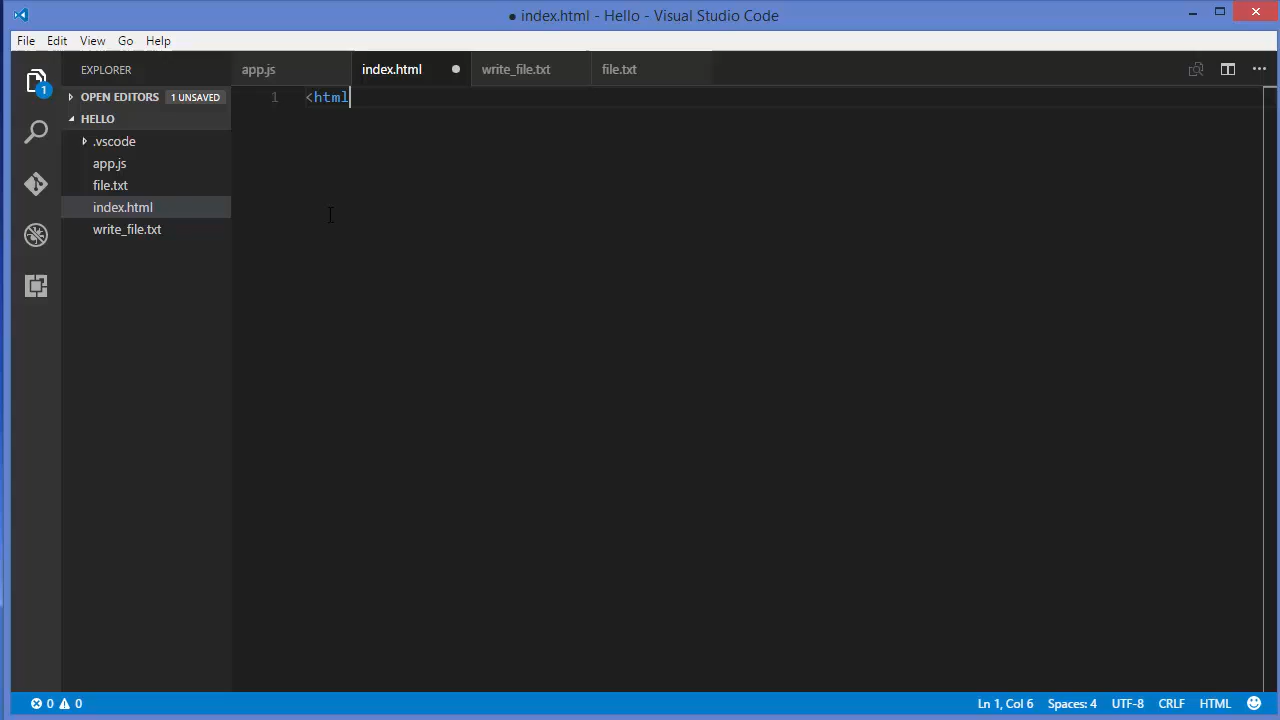 ● index.html - Hello - Visual Studio Code
File Edit View Go Help
EXPLORER
app.js
index.html
write_file.txt
file.txt
1
OPEN EDITORS
1 UNSAVED
HELLO
.vscode
app.js
file.txt
index.html
write_file.txt
1 <html
0 0
Ln 1, Col 6
Spaces: 4
UTF-8
CRLF
HTML